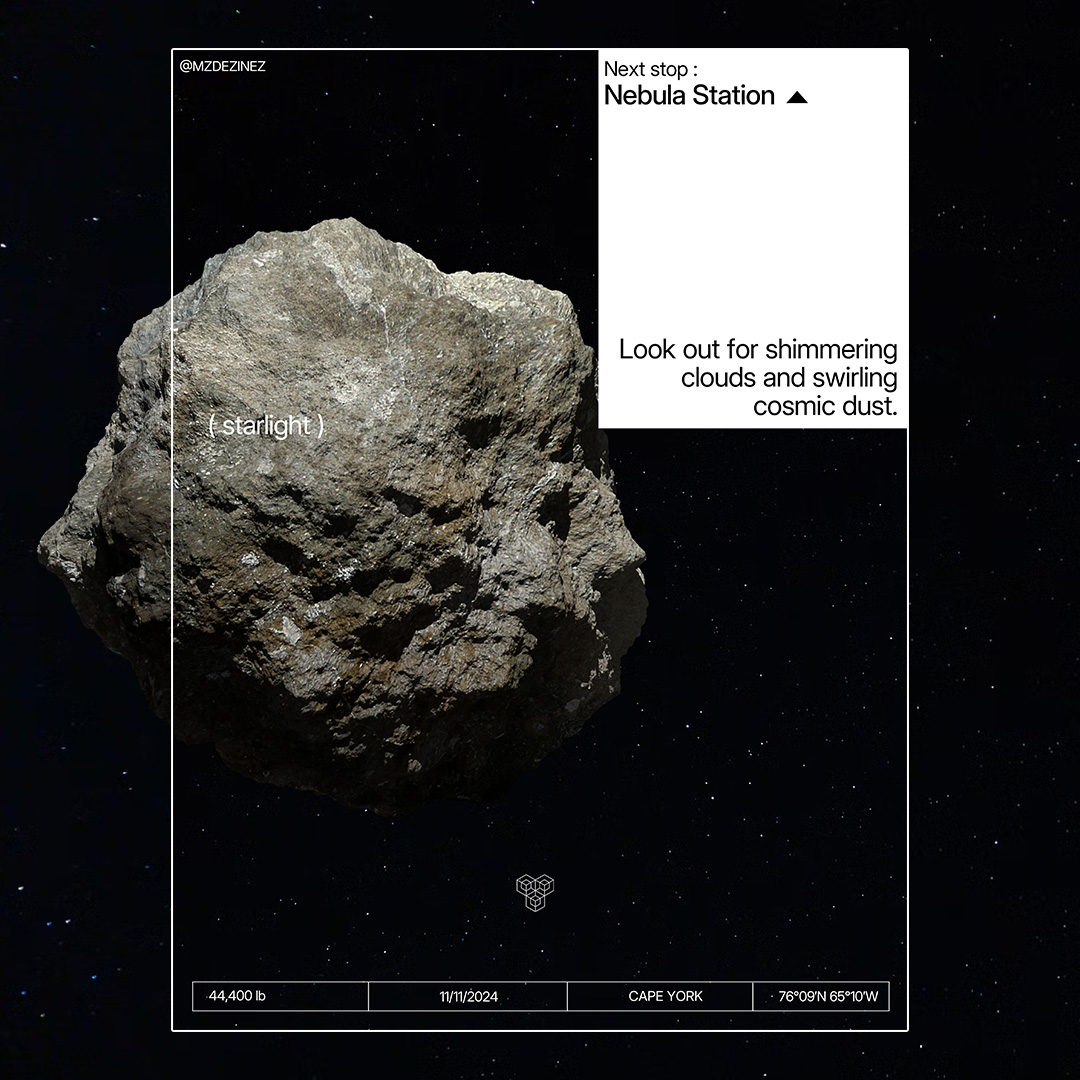 @MZDEZINEZ
Next stop :
Nebula Station
Look out for shimmering
clouds and swirling
cosmic dust.
( starlight )
44,400 lb
11/11/2024
CAPE YORK
76°09'N 65°10'W